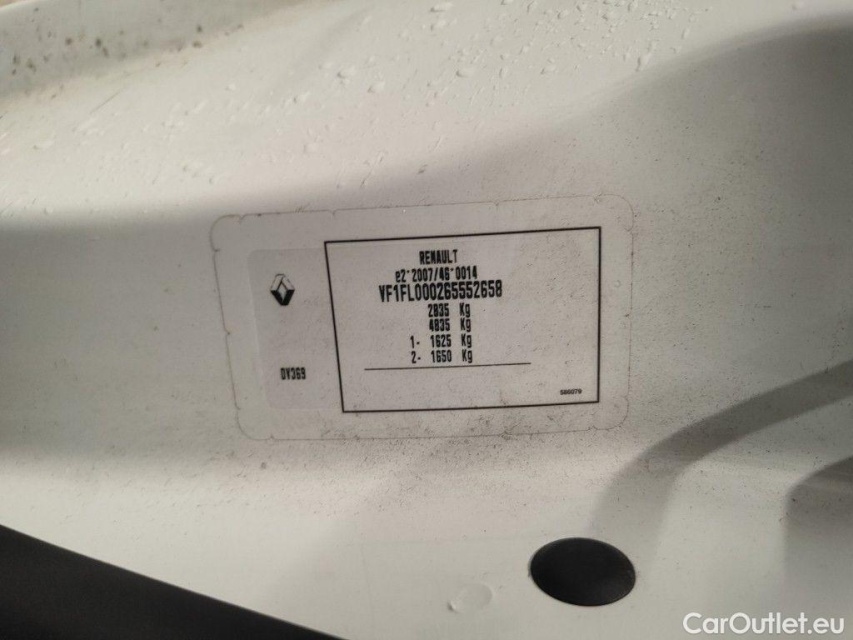 RENAULT
e2*2007/46*0014
VF1FL000265552658
2835 Kg
4835 Kg
1- 1625 Kg
2- 1650 Kg
0V369
586079
CarOutlet.eu